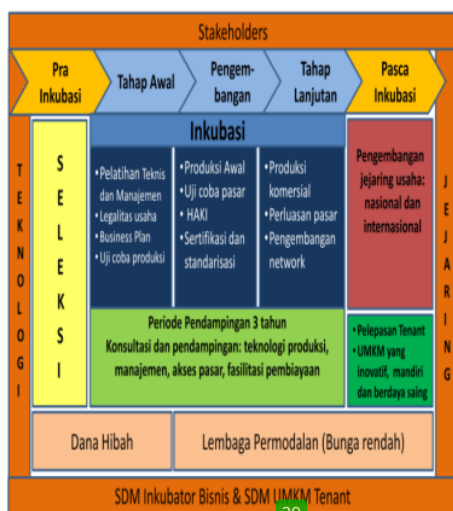 Stakeholders
Pra
Inkubasi
Tahap Awal
Pengem-
bangan
Tahap
Lanjutan
Pasca
Inkubasi
TEKNOLOGI
SELEKSI
Inkubasi
•Pelatihan Teknis
dan Manajemen
•Legalitas usaha
•Business Plan
•Uji coba produksi
•Produksi Awal
•Uji coba pasar
• HAKI
•Sertifikasi dan
standarisasi
•Produksi
komersial
•Perluasan pasar
•Pengembangan
network
Pengembangan
jejaring usaha:
nasional dan
internasional
JEJARING
Periode Pendampingan 3 tahun
Konsultasi dan pendampingan: teknologi produksi,
manajemen, akses pasar, fasilitasi pembiayaan
•Pelepasan Tenant
•UMKM yang
inovatif, mandiri
dan berdaya saing
Dana Hibah
Lembaga Permodalan (Bunga rendah)
SDM Inkubator Bisnis & SDM UMKM Tenant